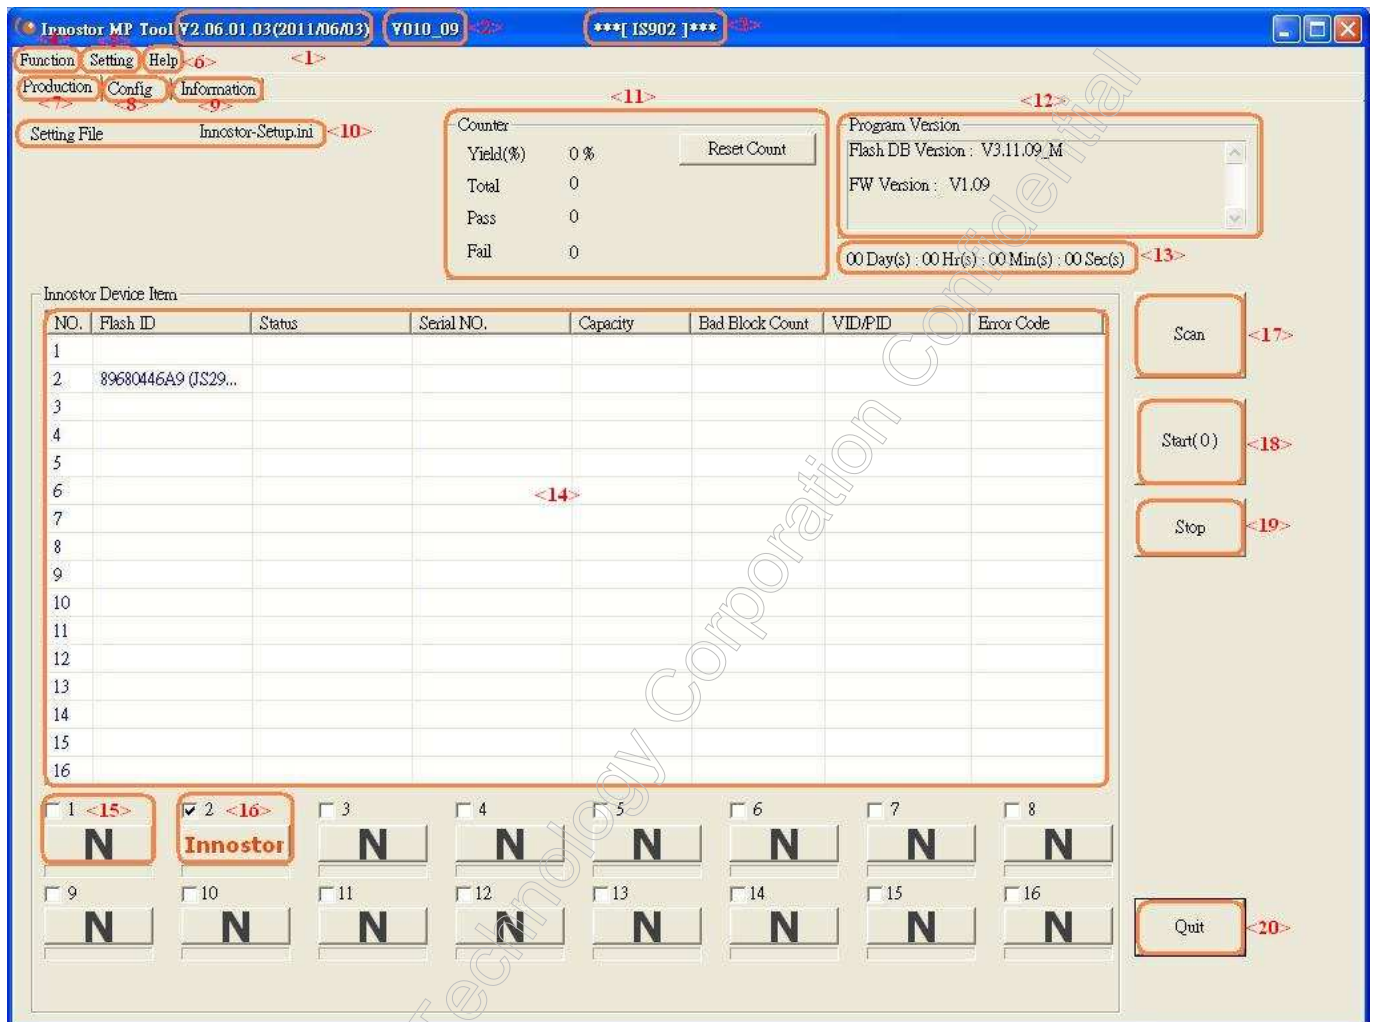 Innostor MP Tool V2.06.01.03(2011/06/03) V010_09 <2> ***[ IS902 ]*** <3>
<4> <5>
Function Setting Help <6> <1>
Production Config Information
<7> <8> <9> <11> <12>
Setting File Innostor-Setup.ini <10>
Counter
Yield(%) 0 % Reset Count
Total 0
Pass 0
Fail 0
Program Version
Flash DB Version : V3.11.09_M
FW Version : V1.09
00 Day(s) : 00 Hr(s) : 00 Min(s) : 00 Sec(s) <13>
Innostor Device Item
NO. Flash ID Status Serial NO. Capacity Bad Block Count VID/PID Error Code
1
2 89680446A9 (JS29...
3
4
5
6
7
8
9
10
11
12
13
14
15
16
<14>
Scan <17>
Start( 0 ) <18>
Stop <19>
1 <15> 2 <16> 3 4 5 6 7 8
N Innostor N N N N N N
9 10 11 12 13 14 15 16
N N N N N N N N
Quit <20>
Technology Corporation Confidential